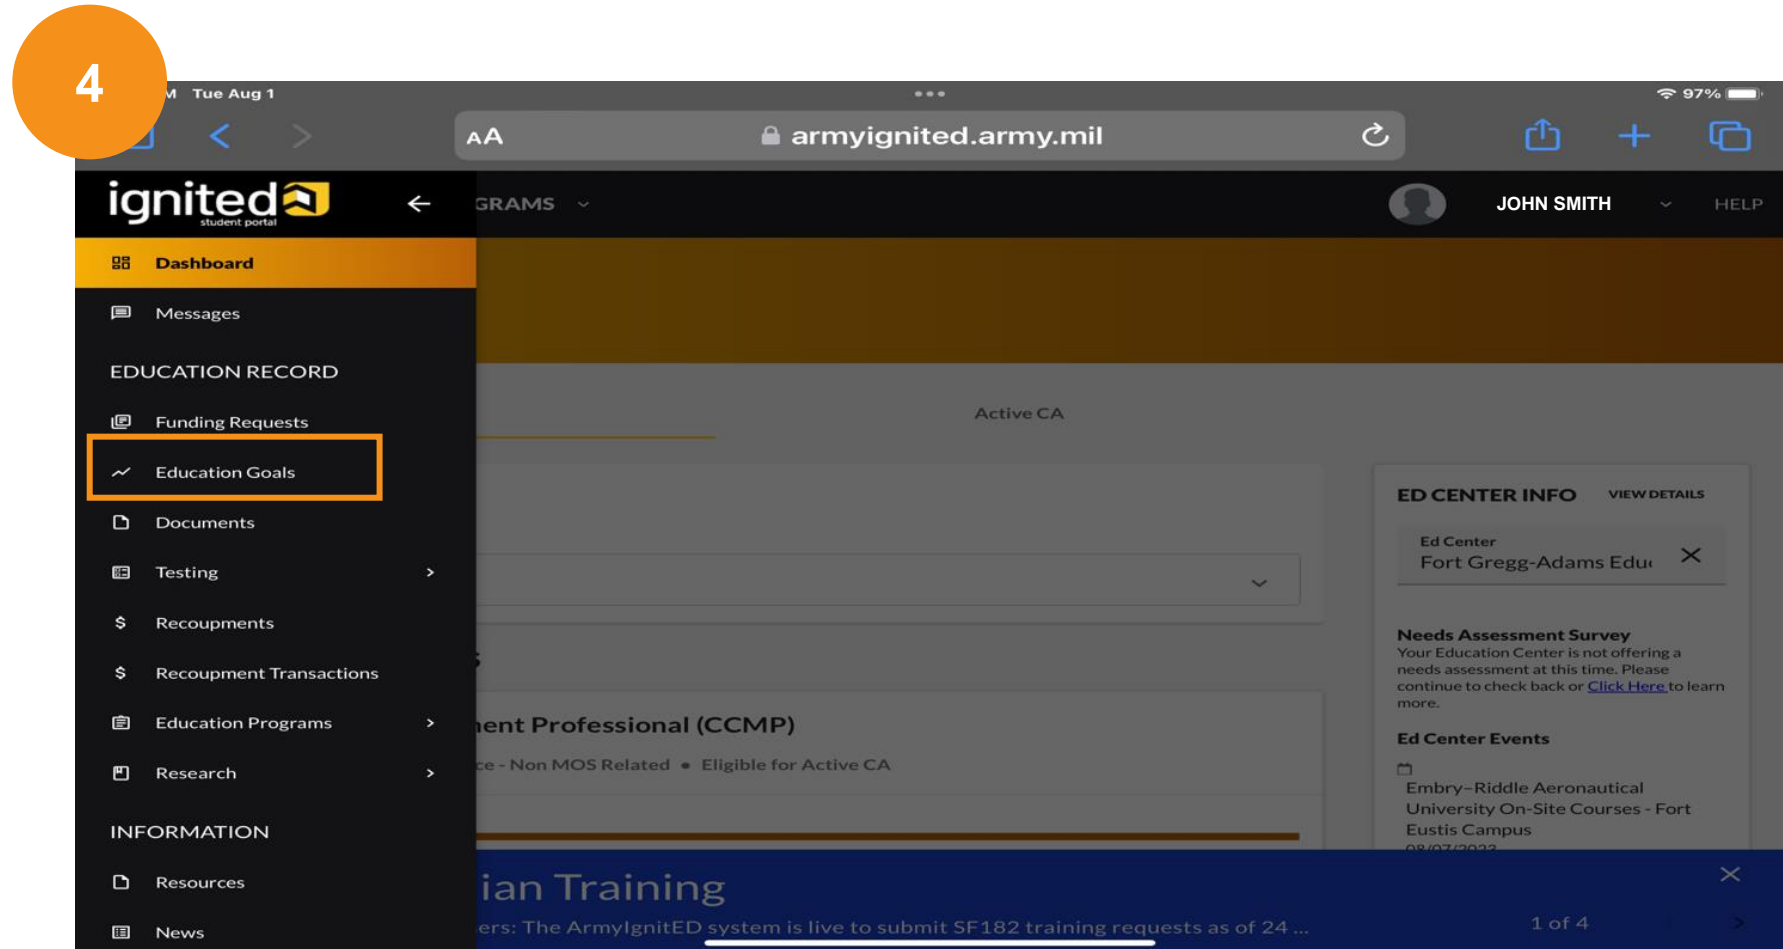 4
M Tue Aug 1
97%
AA
armyignited.army.mil
ignited
student portal
GRAMS
JOHN SMITH
HELP
Dashboard
Messages
EDUCATION RECORD
Funding Requests
Education Goals
Documents
Testing
$ Recoupments
$ Recoupment Transactions
Education Programs
Research
INFORMATION
Resources
News
Active CA
ment Professional (CCMP)
ce - Non MOS Related • Eligible for Active CA
ED CENTER INFO VIEW DETAILS
Ed Center
Fort Gregg-Adams Edu
Needs Assessment Survey
Your Education Center is not offering a
needs assessment at this time. Please
continue to check back or Click Here to learn
more.
Ed Center Events
Embry-Riddle Aeronautical
University On-Site Courses - Fort
Eustis Campus
08/07/2023
ian Training
ers: The ArmyIgnitED system is live to submit SF182 training requests as of 24 ...
1 of 4